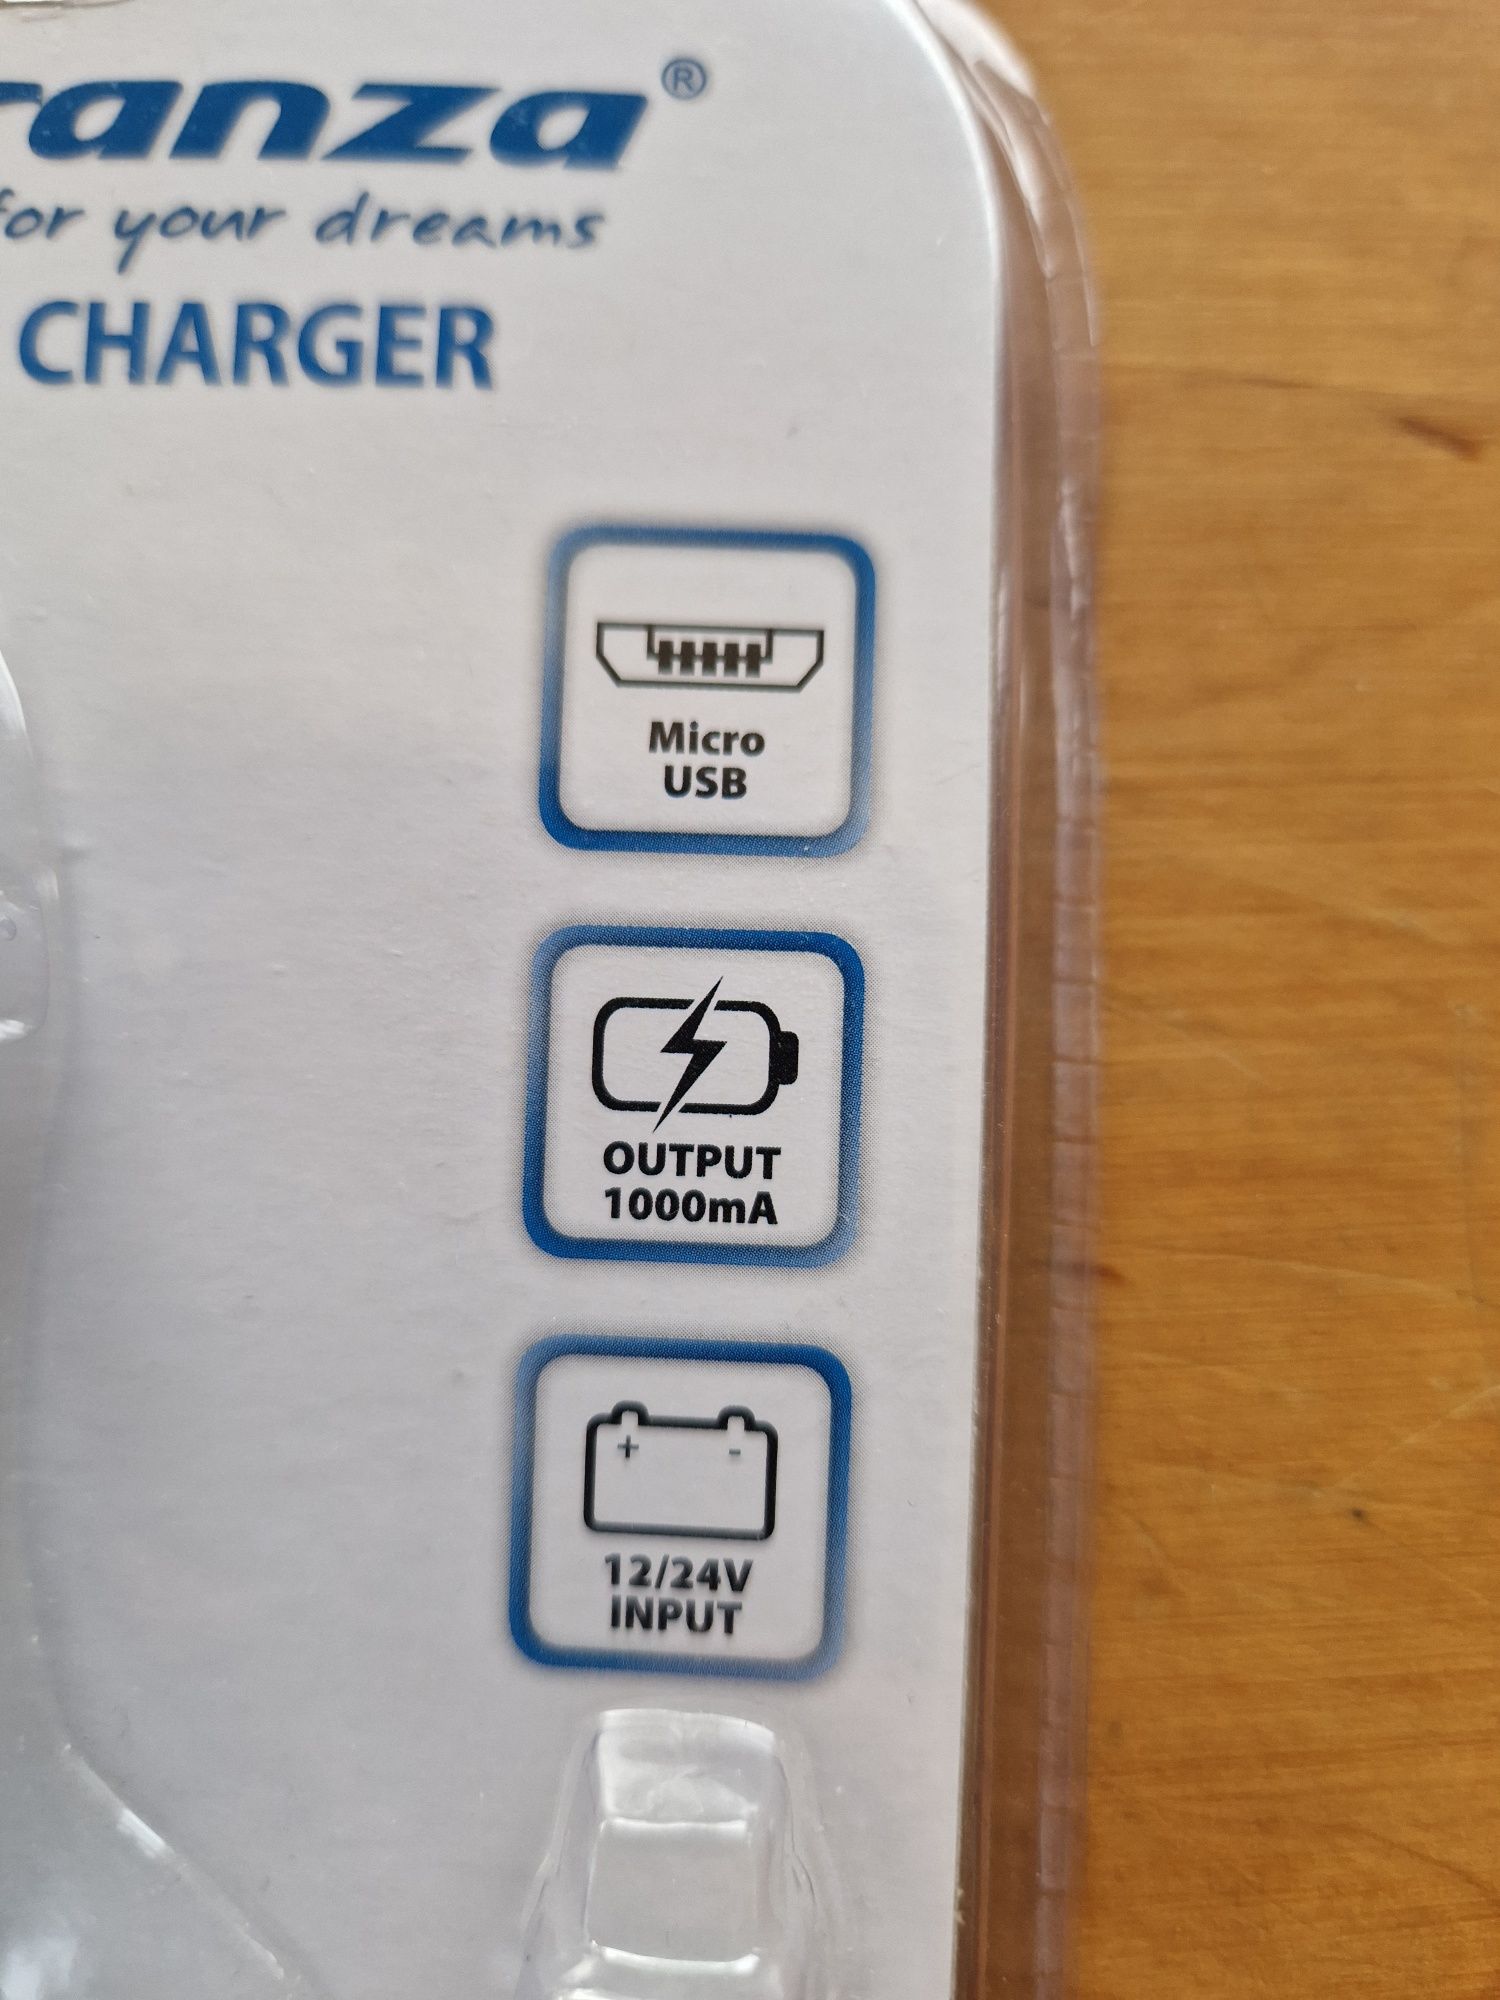 ranza®
for your dreams
CHARGER
Micro
USB
OUTPUT
1000mA
+ -
12/24V
INPUT